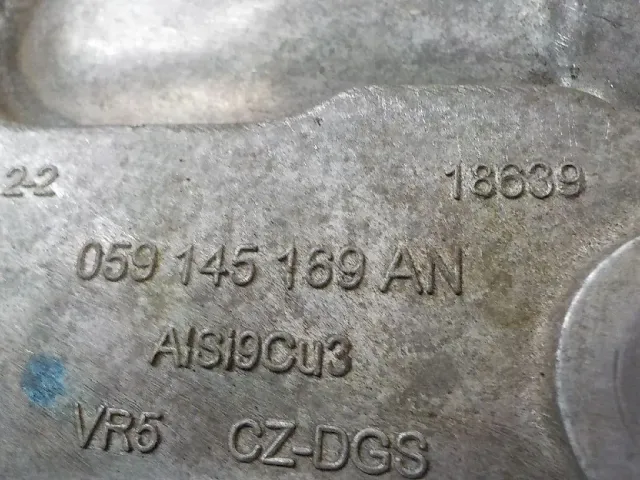 2-2 18639
059 145 169 AN
AlSi9Cu3
VR5 CZ-DGS